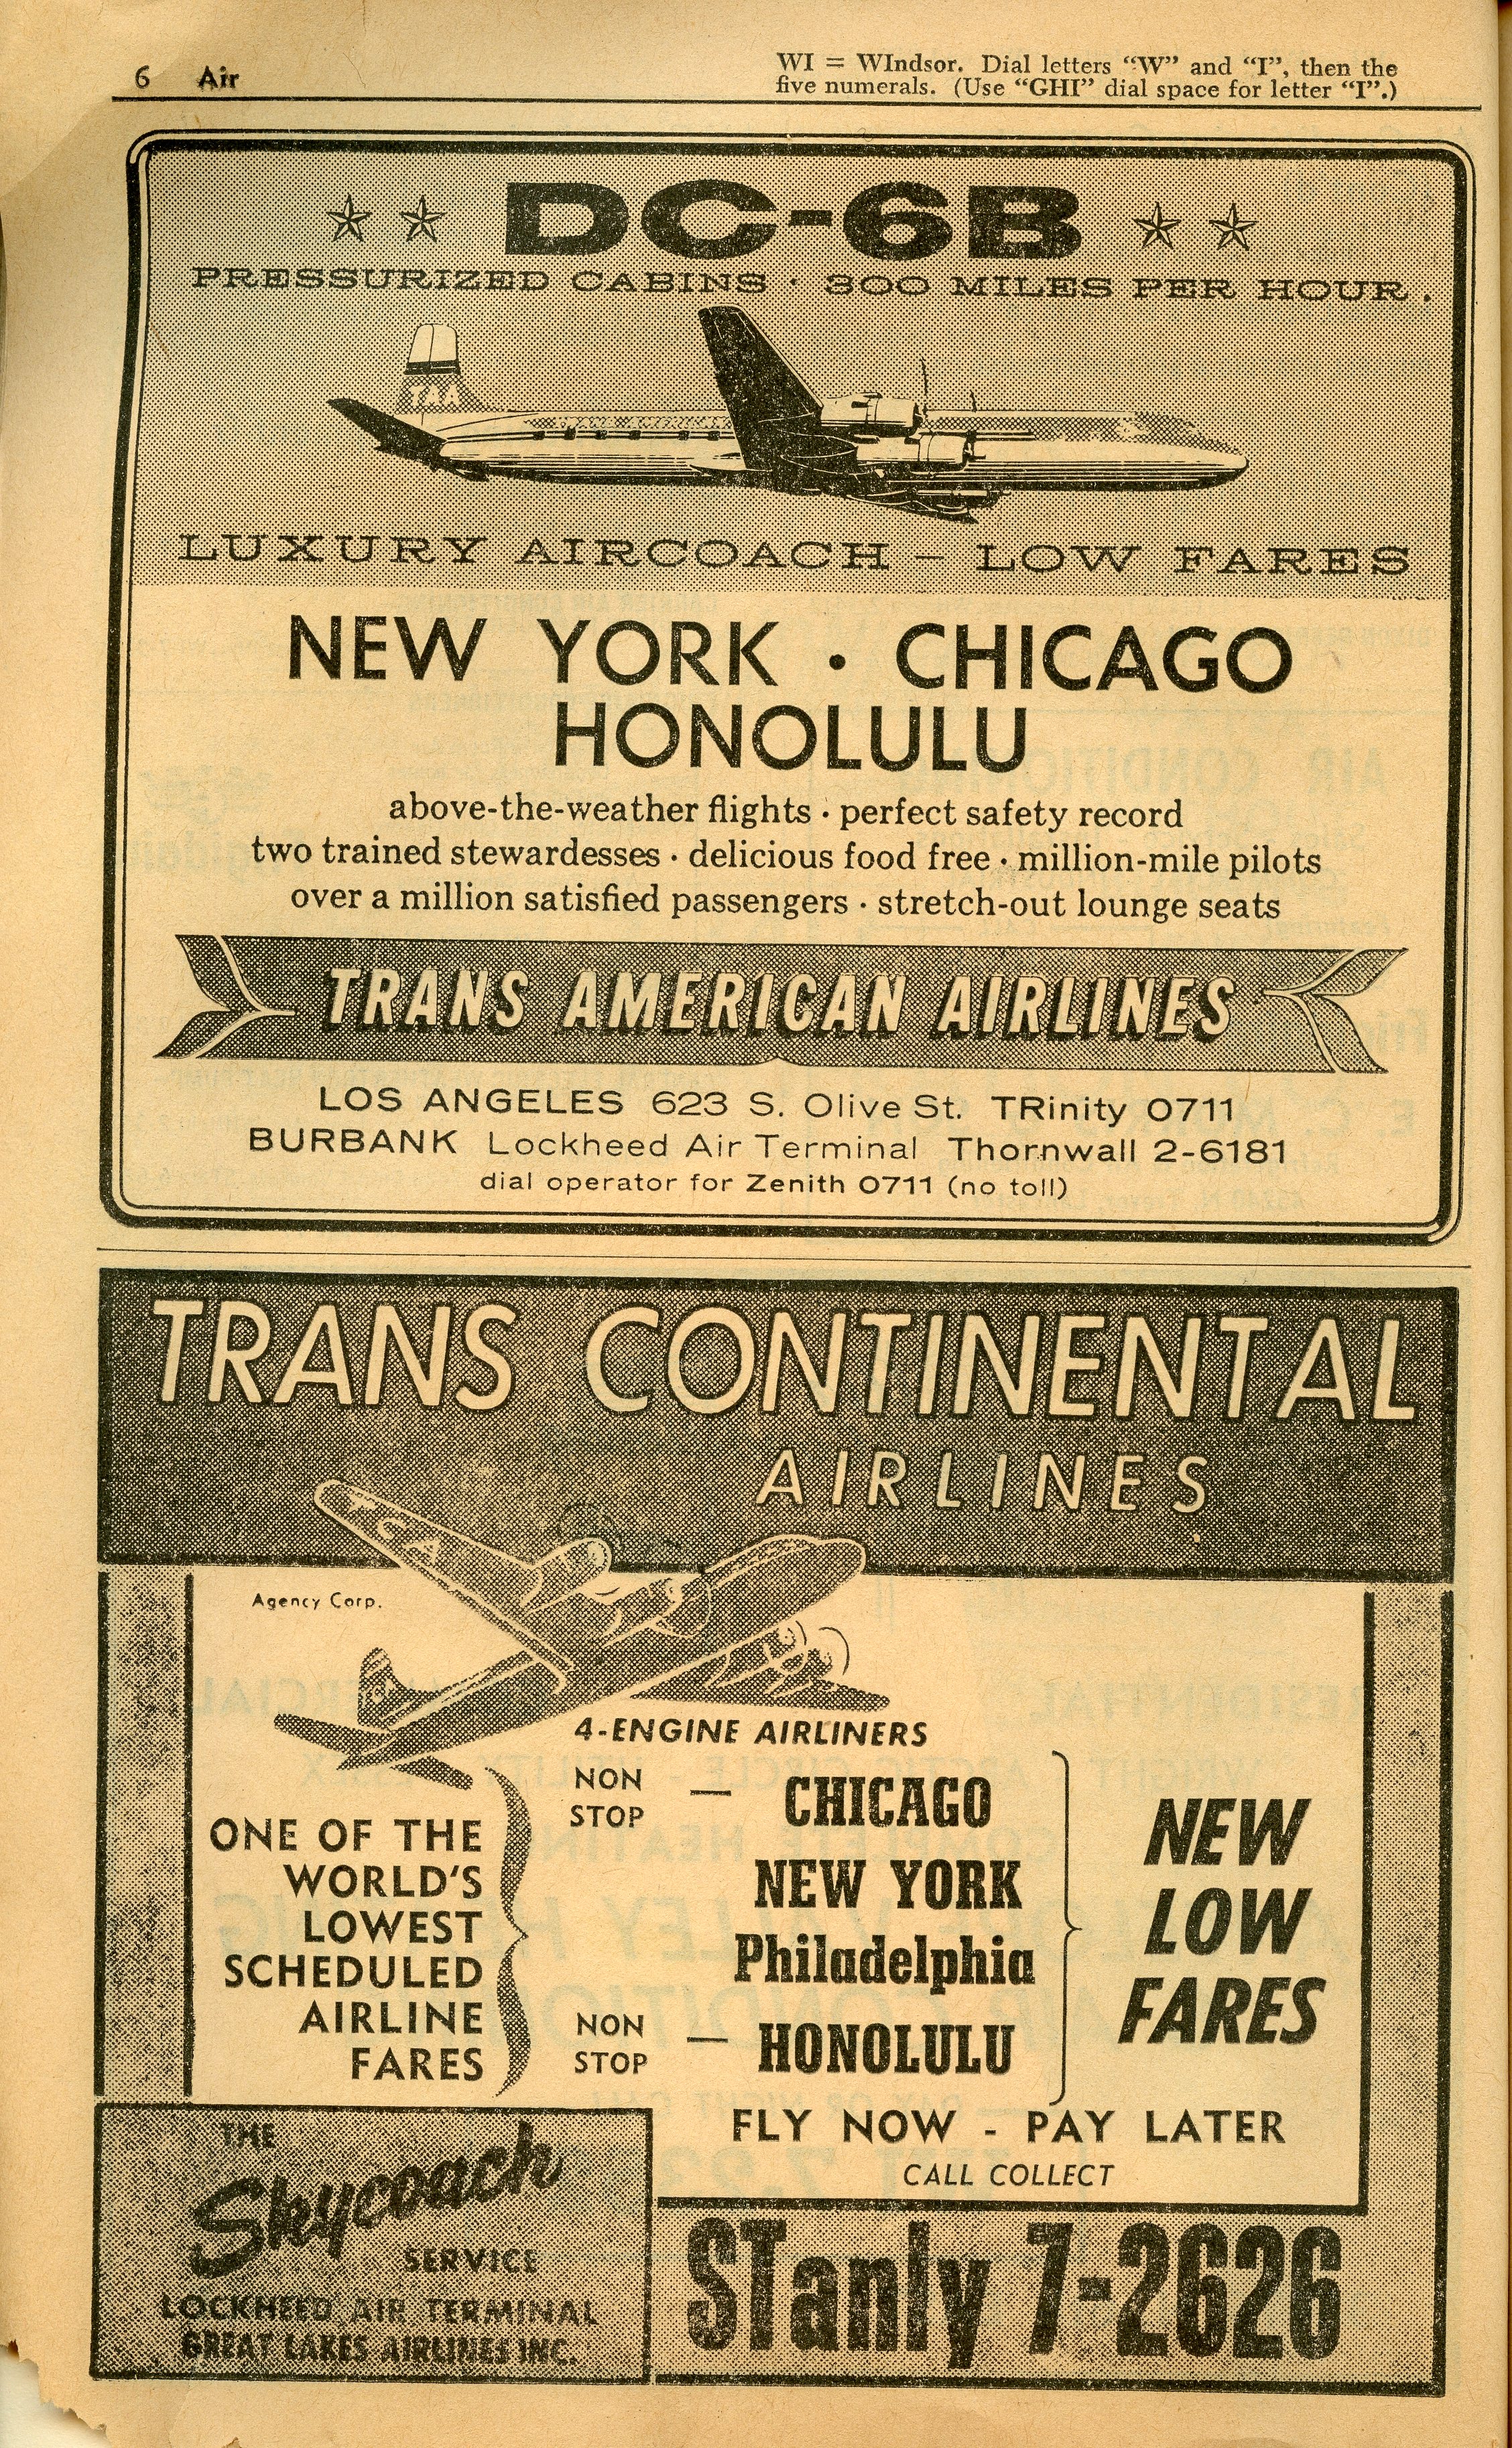 6 Air
WI = WIndsor. Dial letters “W” and “I”, then the
five numerals. (Use “GHI” dial space for letter “I”.)
DC-6B
PRESSURIZED CABINS · 300 MILES PER HOUR.
TAA
TRANS AMERICAN
LUXURY AIRCOACH – LOW FARES
NEW YORK · CHICAGO
HONOLULU
above-the-weather flights · perfect safety record
two trained stewardesses · delicious food free · million-mile pilots
over a million satisfied passengers · stretch-out lounge seats
TRANS AMERICAN AIRLINES
LOS ANGELES 623 S. Olive St. TRinity 0711
BURBANK Lockheed Air Terminal Thornwall 2-6181
dial operator for Zenith 0711 (no toll)
TRANS CONTINENTAL
AIRLINES
TCA
Agency Corp.
TCA
4-ENGINE AIRLINERS
ONE OF THE
WORLD'S
LOWEST
SCHEDULED
AIRLINE
FARES
NON
STOP
— CHICAGO
NEW YORK
Philadelphia
NON
STOP
— HONOLULU
NEW
LOW
FARES
FLY NOW - PAY LATER
CALL COLLECT
THE
Skycoach
SERVICE
LOCKHEED AIR TERMINAL
GREAT LAKES AIRLINES INC.
STanly 7-2626